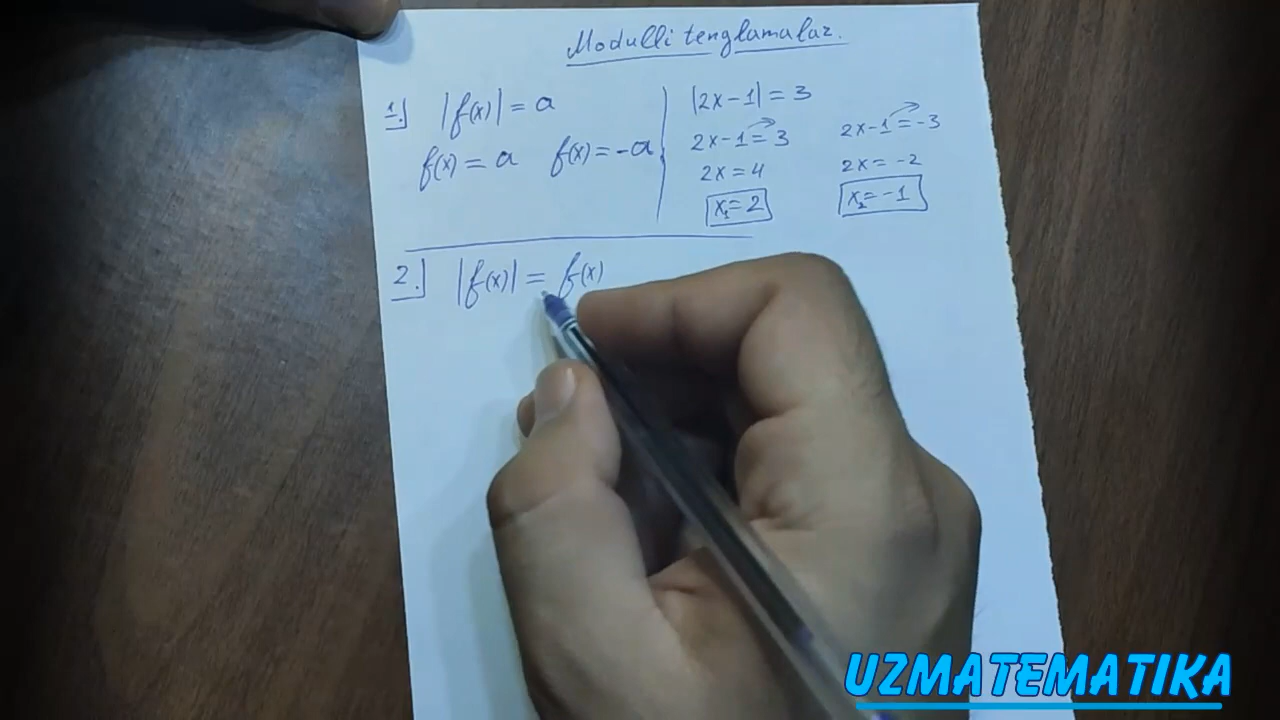 Modulli tenglamalar.
1.] |f(x)| = a
f(x) = a f(x) = -a
|2x-1| = 3
2x-1 = 3
2x = 4
x₁ = 2
2x-1 = -3
2x = -2
x₂ = -1
2.] |f(x)| = f(x)
UZMATEMATIKA